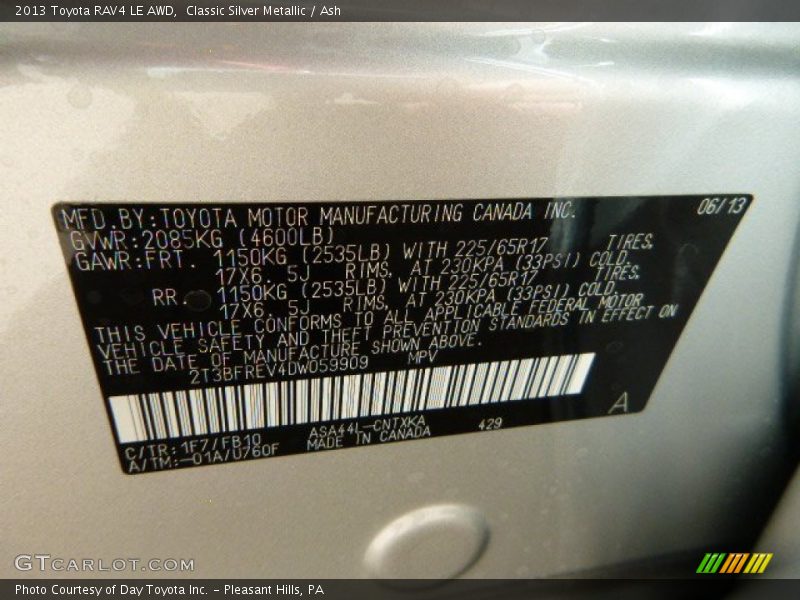 2013 Toyota RAV4 LE AWD,  Classic Silver Metallic / Ash
MFD.BY:TOYOTA MOTOR MANUFACTURING CANADA INC. 06/13
GVWR:2085KG (4600LB)
GAWR:FRT. 1150KG (2535LB) WITH 225/65R17 TIRES.
17X6.5J RIMS. AT 230KPA (33PSI) COLD.
RR. 1150KG (2535LB) WITH 225/65R17 TIRES.
17X6.5J RIMS. AT 230KPA (33PSI) COLD.
THIS VEHICLE CONFORMS TO ALL APPLICABLE FEDERAL MOTOR
VEHICLE SAFETY AND THEFT PREVENTION STANDARDS IN EFFECT ON
THE DATE OF MANUFACTURE SHOWN ABOVE.
2T3BFREV4DW059909 MPV
A
C/TR:1F7/FB10 ASA44L-CNTXKA 429
A/TM:-01A/U760F MADE IN CANADA
GTCARLOT.COM
Photo Courtesy of Day Toyota Inc. - Pleasant Hills, PA